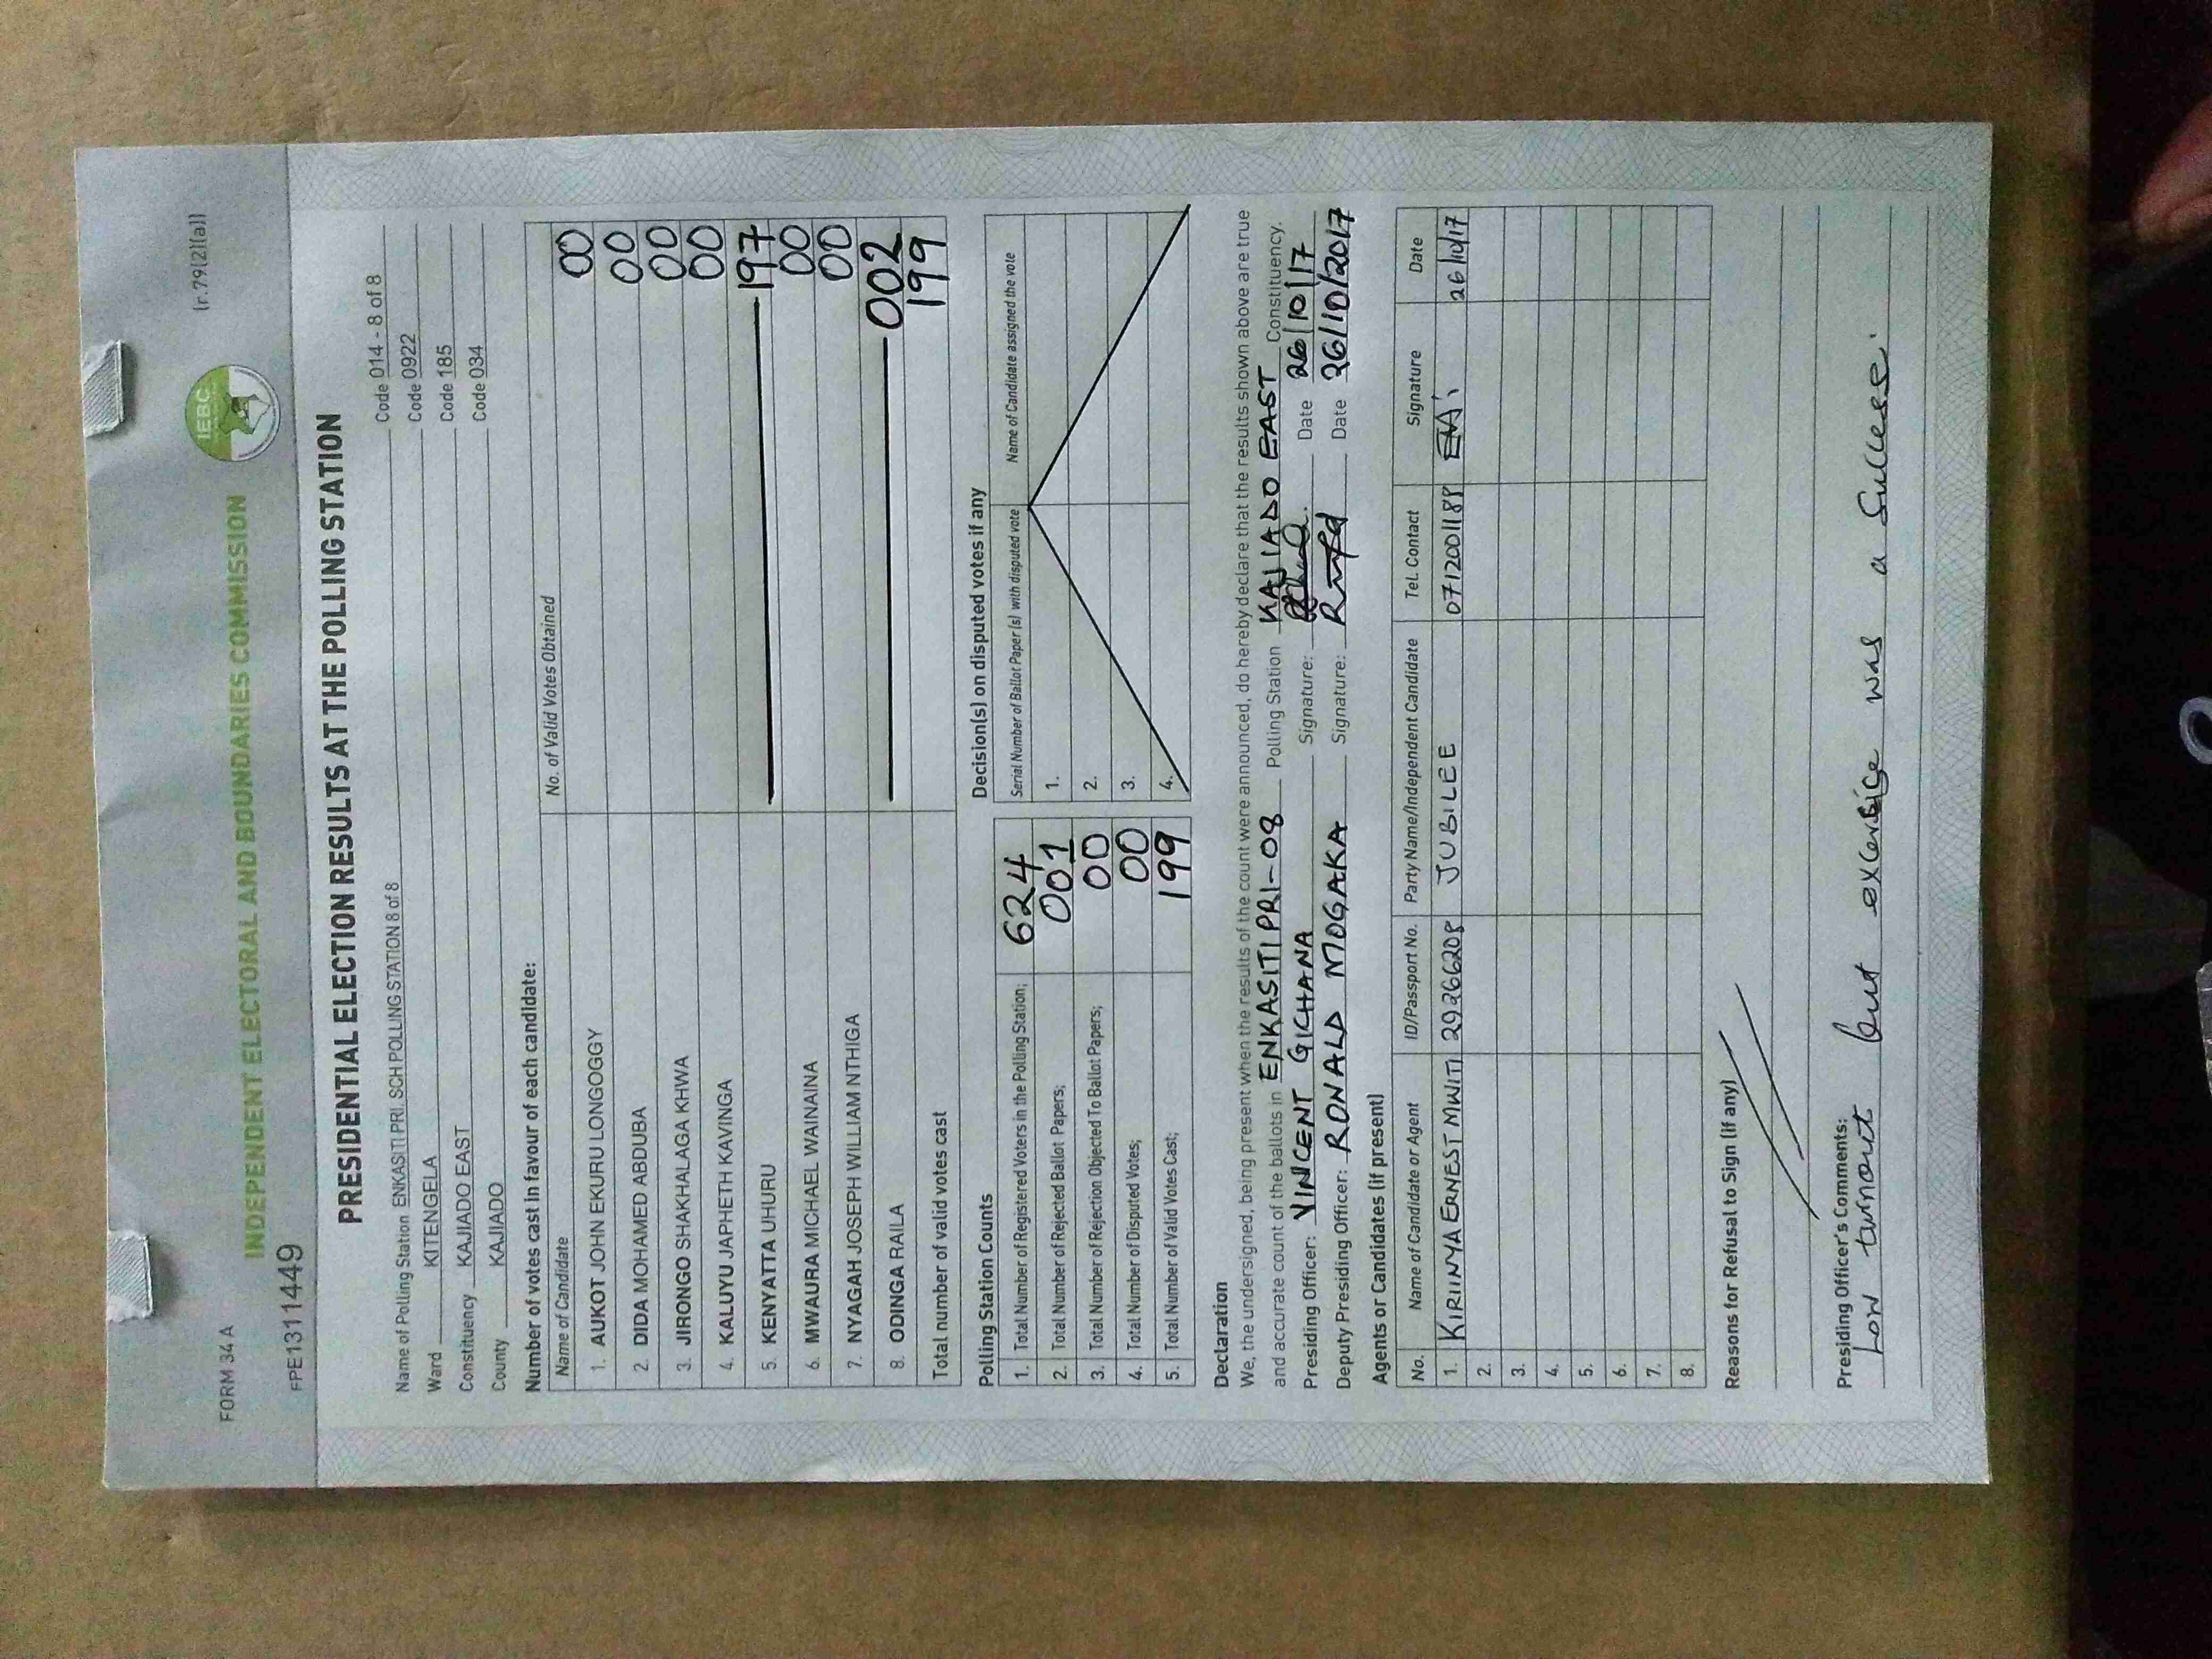 FORM 34 A
(r.79(2)(a))
INDEPENDENT ELECTORAL AND BOUNDARIES COMMISSION
IEBC
FPE1311449
PRESIDENTIAL ELECTION RESULTS AT THE POLLING STATION
Name of Polling Station ENKASITI PRI. SCH POLLING STATION 8 of 8 Code 014 - 8 of 8
Ward KITENGELA Code 0922
Constituency KAJIADO EAST Code 185
County KAJIADO Code 034
Number of votes cast in favour of each candidate:
Name of Candidate No. of Valid Votes Obtained
1. AUKOT JOHN EKURU LONGOGGY 00
2. DIDA MOHAMED ABDUBA 00
3. JIRONGO SHAKHALAGA KHWA 00
4. KALUYU JAPHETH KAVINGA 00
5. KENYATTA UHURU 197
6. MWAURA MICHAEL WAINAINA 00
7. NYAGAH JOSEPH WILLIAM NTHIGA 00
8. ODINGA RAILA 002
Total number of valid votes cast 199
Polling Station Counts
1. Total Number of Registered Voters in the Polling Station; 624
2. Total Number of Rejected Ballot Papers; 001
3. Total Number of Rejection Objected To Ballot Papers; 00
4. Total Number of Disputed Votes; 00
5. Total Number of Valid Votes Cast; 199
Decision(s) on disputed votes if any
Serial Number of Ballot Paper (s) with disputed vote Name of Candidate assigned the vote
1.
2.
3.
4.
Declaration
We, the undersigned, being present when the results of the count were announced, do hereby declare that the results shown above are true
and accurate count of the ballots in ENKASITI PRI-08 Polling Station KAJIADO EAST Constituency.
Presiding Officer: VINCENT GICHANA Signature: Date 26/10/17
Deputy Presiding Officer: RONALD MOGAKA Signature: Date 26/10/2017
Agents or Candidates (if present)
No. Name of Candidate or Agent ID/Passport No. Party Name/Independent Candidate Tel. Contact Signature Date
1. KIRIINYA ERNEST MWITI 29266208 JUBILEE 0712001188 26/10/17
2.
3.
4.
5.
6.
7.
8.
Reasons for Refusal to Sign (if any)
Presiding Officer's Comments:
Low turnout but excersice was a success.